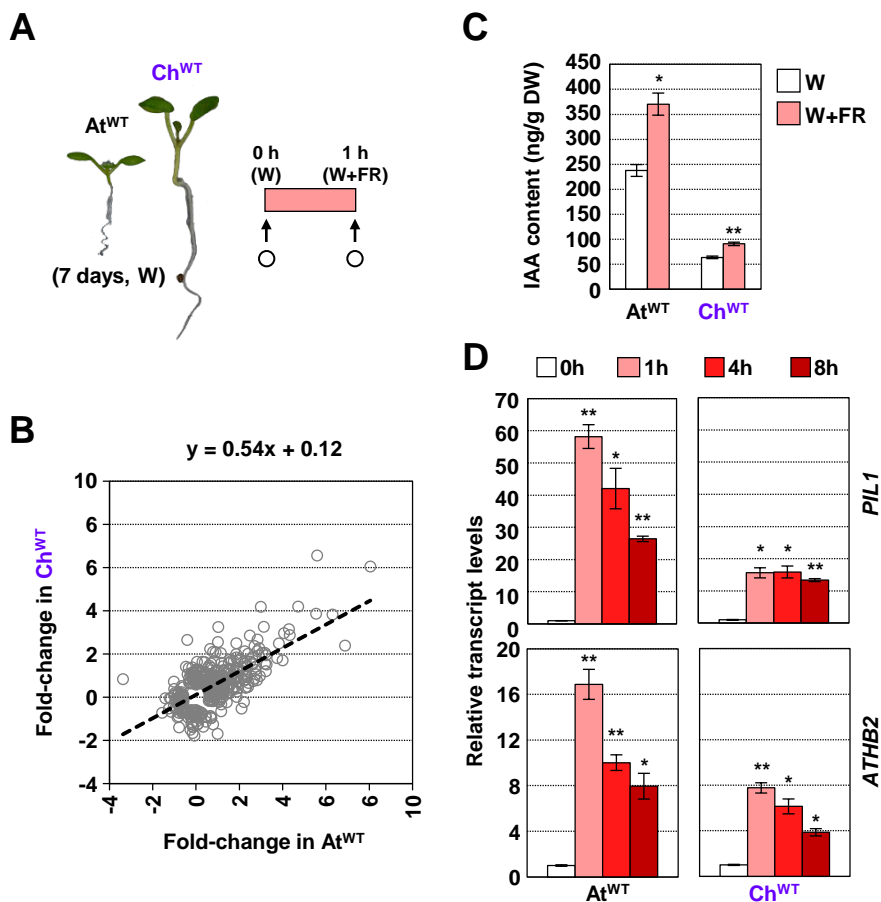 A
Ch^WT
At^WT
0 h
(W)
1 h
(W+FR)
(7 days, W)
B
y = 0.54x + 0.12
Fold-change in Ch^WT
10
6
6
4
2
0
-2
-4
-4
-2
0
2
4
6
10
Fold-change in At^WT
C
IAA content (ng/g DW)
450
400
350
300
250
200
150
100
50
0
*
**
At^WT
Ch^WT
W
W+FR
D
0h
1h
4h
8h
Relative transcript levels
70
60
50
40
30
20
10
0
**
*
**
*
*
**
PIL1
20
16
12
8
4
0
**
**
*
**
*
*
ATHB2
At^WT
Ch^WT